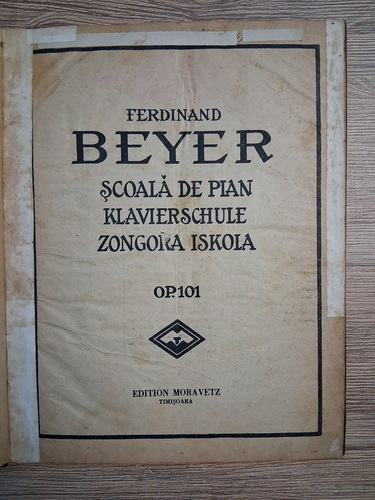 FERDINAND
BEYER
ŞCOALĂ DE PIAN
KLAVIERSCHULE
ZONGORA ISKOLA
OP. 101
EDITION MORAVETZ
TIMIŞOARA